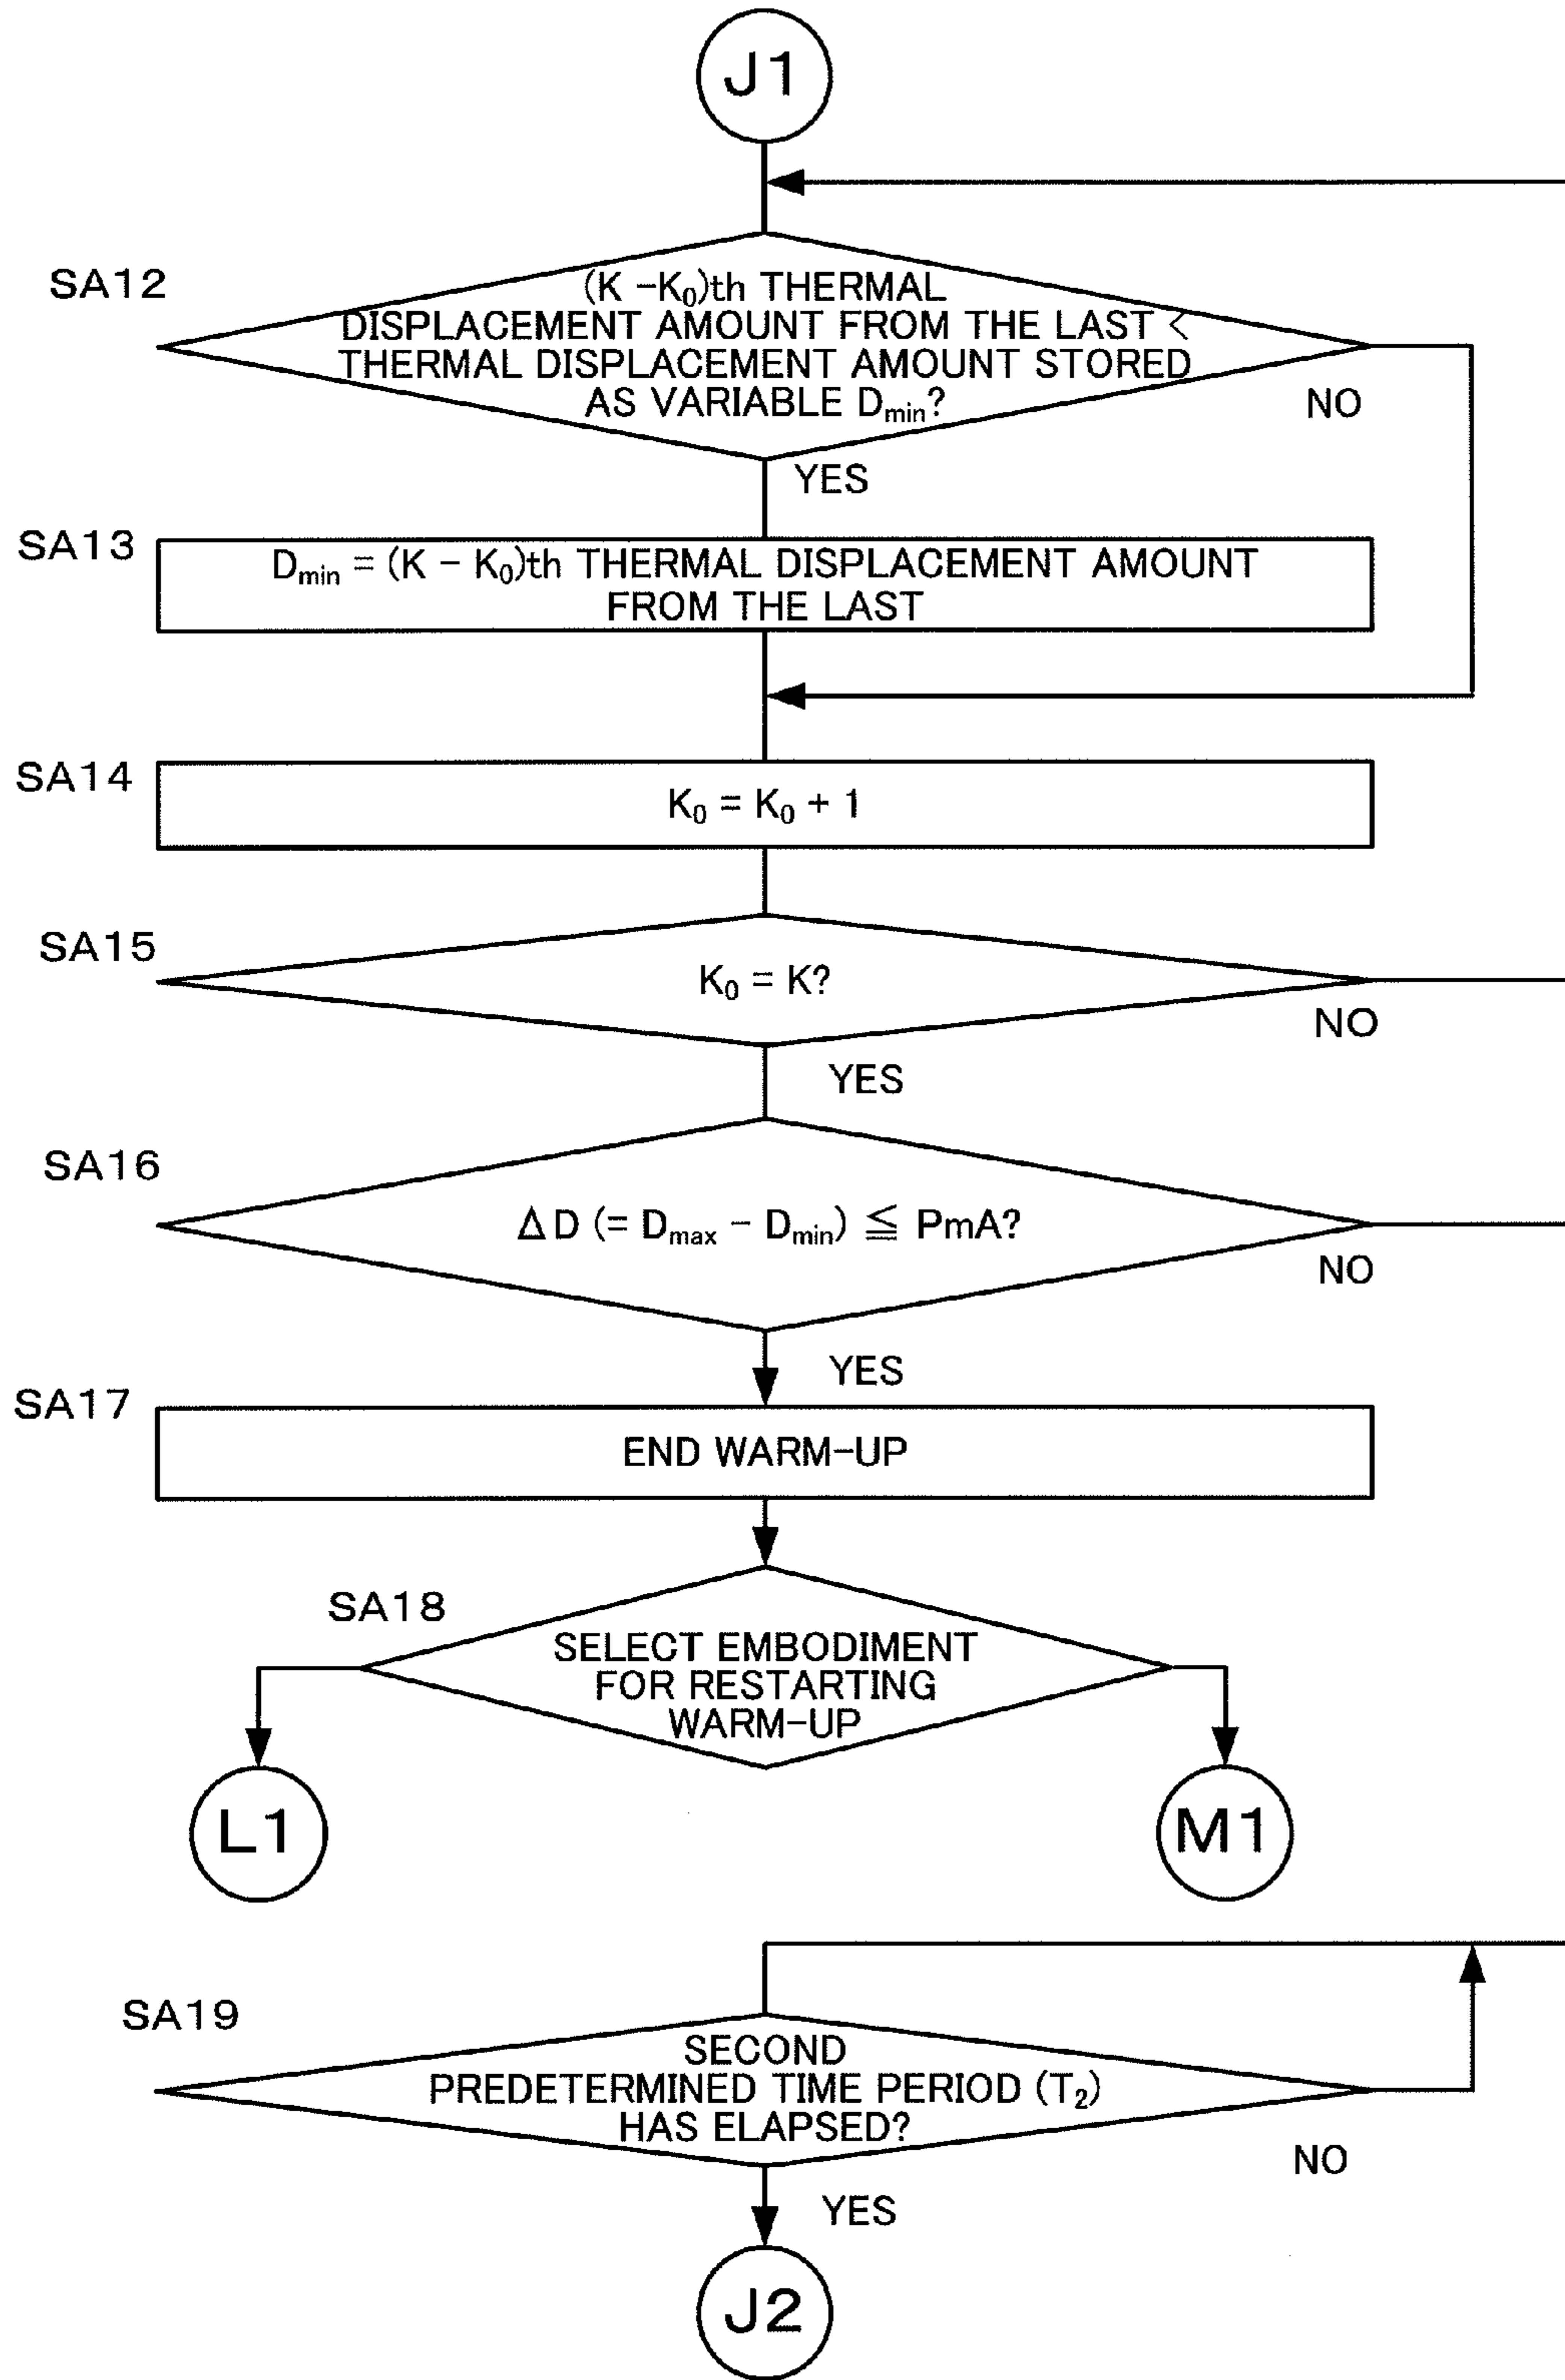 J1
SA12
(K -K₀)th THERMAL
DISPLACEMENT AMOUNT FROM THE LAST <
THERMAL DISPLACEMENT AMOUNT STORED
AS VARIABLE Dmin?
NO
YES
SA13
Dmin = (K - K₀)th THERMAL DISPLACEMENT AMOUNT
FROM THE LAST
SA14
K₀ = K₀ + 1
SA15
K₀ = K?
NO
YES
SA16
ΔD (= Dmax - Dmin) ≦ PmA?
NO
YES
SA17
END WARM-UP
SA18
SELECT EMBODIMENT
FOR RESTARTING
WARM-UP
L1
M1
SA19
SECOND
PREDETERMINED TIME PERIOD (T₂)
HAS ELAPSED?
NO
YES
J2